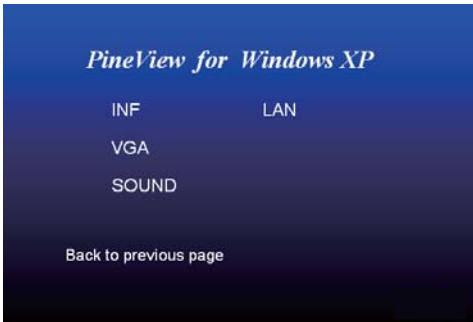 PineView for Windows XP
INF LAN
VGA
SOUND
Back to previous page